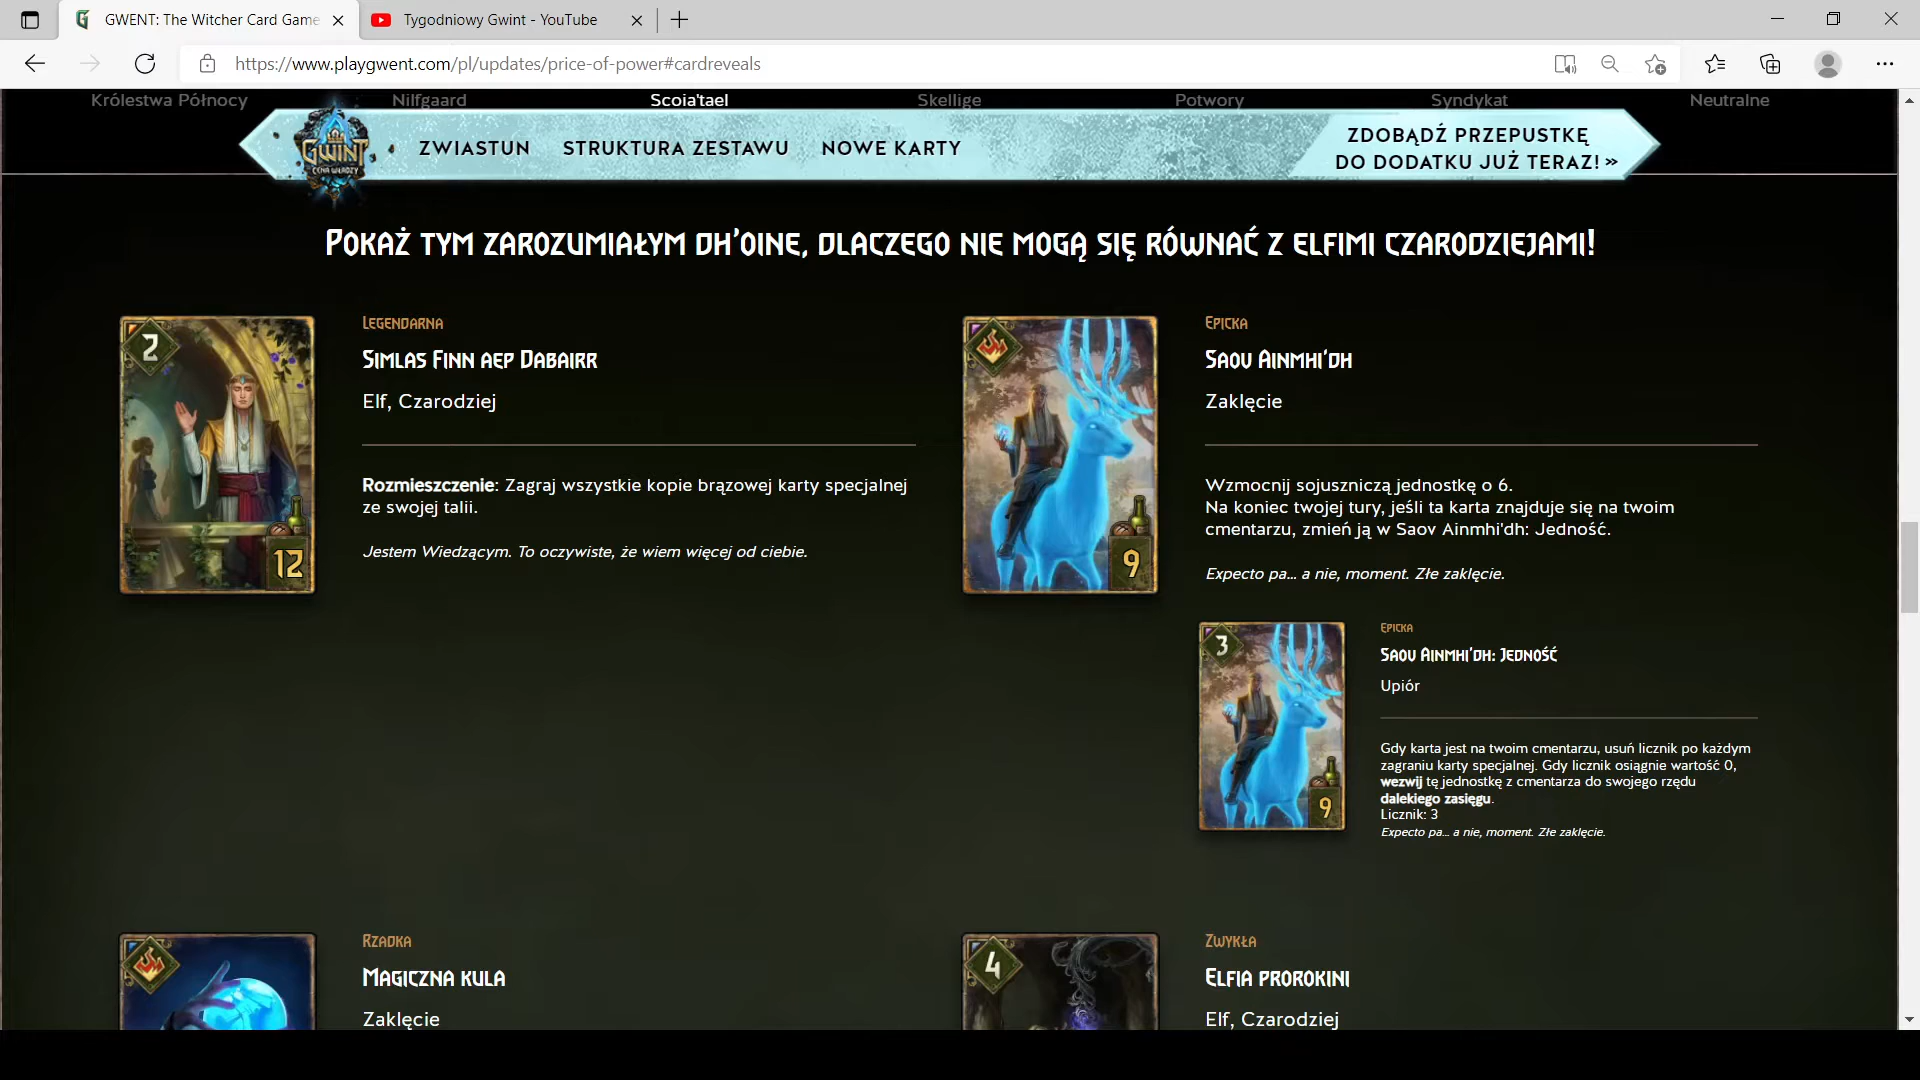 GWENT: The Witcher Card Game
Tygodniowy Gwint - YouTube
https://www.playgwent.com/pl/updates/price-of-power#cardreveals
Królestwa Północy
Nilfgaard
Scoia'tael
Skellige
Potwory
Syndykat
Neutralne
GWINT
CENA WŁADZY
ZWIASTUN
STRUKTURA ZESTAWU
NOWE KARTY
ZDOBĄDŹ PRZEPUSTKĘ
DO DODATKU JUŻ TERAZ! »
Pokaż tym zarozumiałym dh'oine, dlaczego nie mogą się równać z elfimi czarodziejami!
2
12
Legendarna
Simlas Finn aep Dabairr
Elf, Czarodziej
Rozmieszczenie: Zagraj wszystkie kopie brązowej karty specjalnej
ze swojej talii.
Jestem Wiedzącym. To oczywiste, że wiem więcej od ciebie.
9
Epicka
Saov Ainmhi'dh
Zaklęcie
Wzmocnij sojuszniczą jednostkę o 6.
Na koniec twojej tury, jeśli ta karta znajduje się na twoim
cmentarzu, zmień ją w Saov Ainmhi'dh: Jedność.
Expecto pa... a nie, moment. Złe zaklęcie.
3
9
Epicka
Saov Ainmhi'dh: Jedność
Upiór
Gdy karta jest na twoim cmentarzu, usuń licznik po każdym
zagraniu karty specjalnej. Gdy licznik osiągnie wartość 0,
wezwij tę jednostkę z cmentarza do swojego rzędu
dalekiego zasięgu.
Licznik: 3
Expecto pa... a nie, moment. Złe zaklęcie.
Rzadka
Magiczna kula
Zaklęcie
4
Zwykła
Elfia prorokini
Elf, Czarodziej